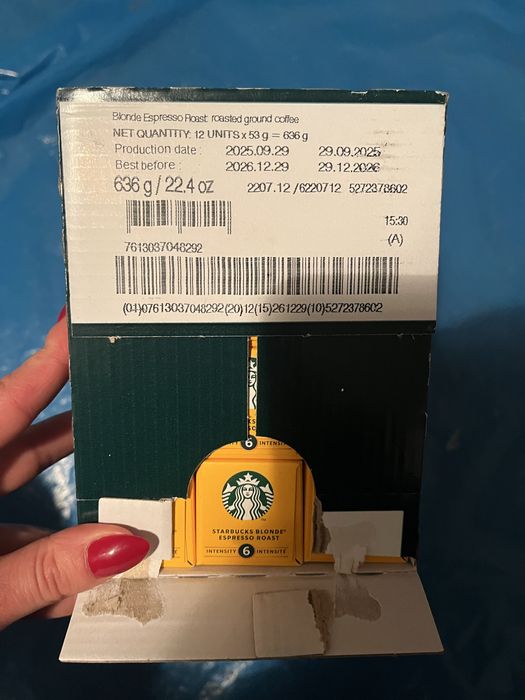 Blonde Espresso Roast roasted ground coffee
NET QUANTITY: 12 UNITS x 53 g = 636 g
Production date : 2025.09.29 29.09.2025
Best before : 2026.12.29 29.12.2026
636 g / 22.4 oz 2207.12 /6220712 5272378602
15:30
(A)
7613037048292
(01)07613037048292(20)12(15)261229(10)5272378602
6 INTENSI
STARBUCKS BLONDE®
ESPRESSO ROAST
INTENSITY 6 INTENSITÉ